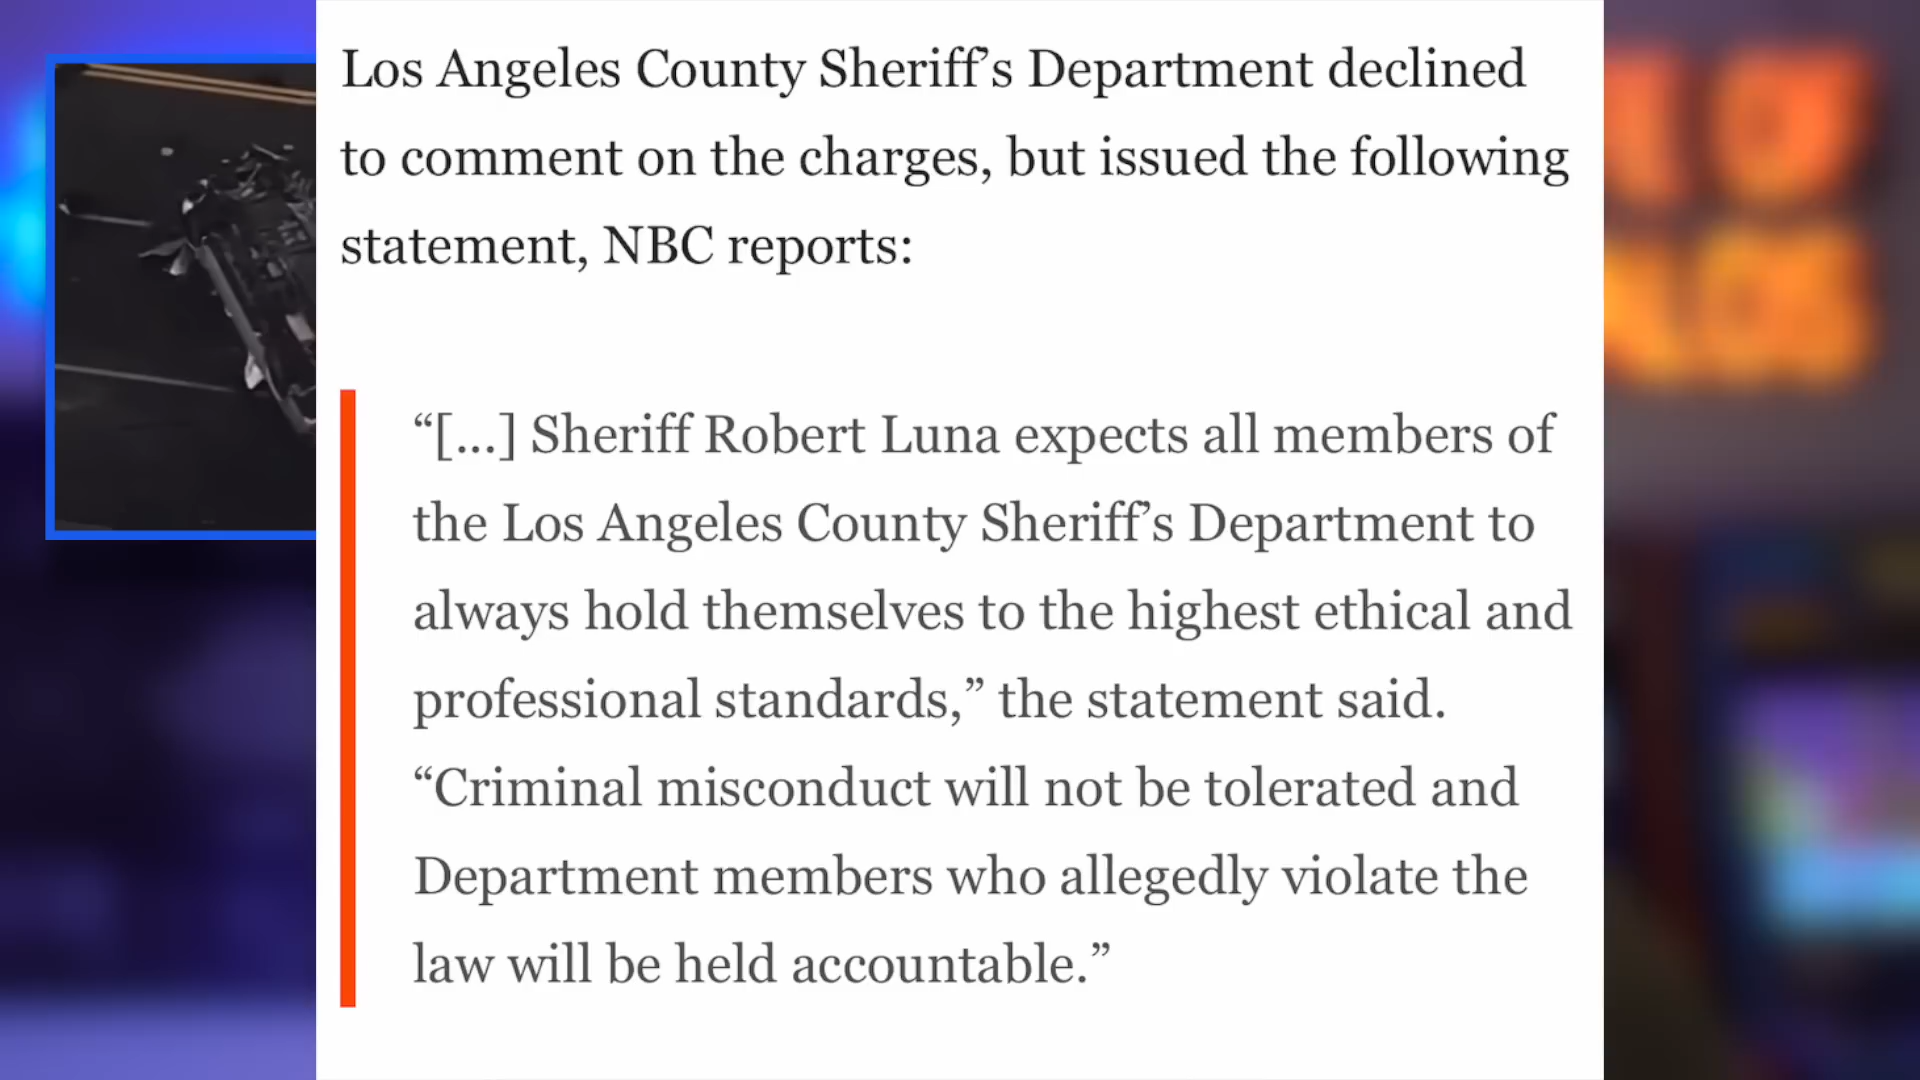 Los Angeles County Sheriff’s Department declined
to comment on the charges, but issued the following
statement, NBC reports:
“[...] Sheriff Robert Luna expects all members of
the Los Angeles County Sheriff’s Department to
always hold themselves to the highest ethical and
professional standards,” the statement said.
“Criminal misconduct will not be tolerated and
Department members who allegedly violate the
law will be held accountable.”